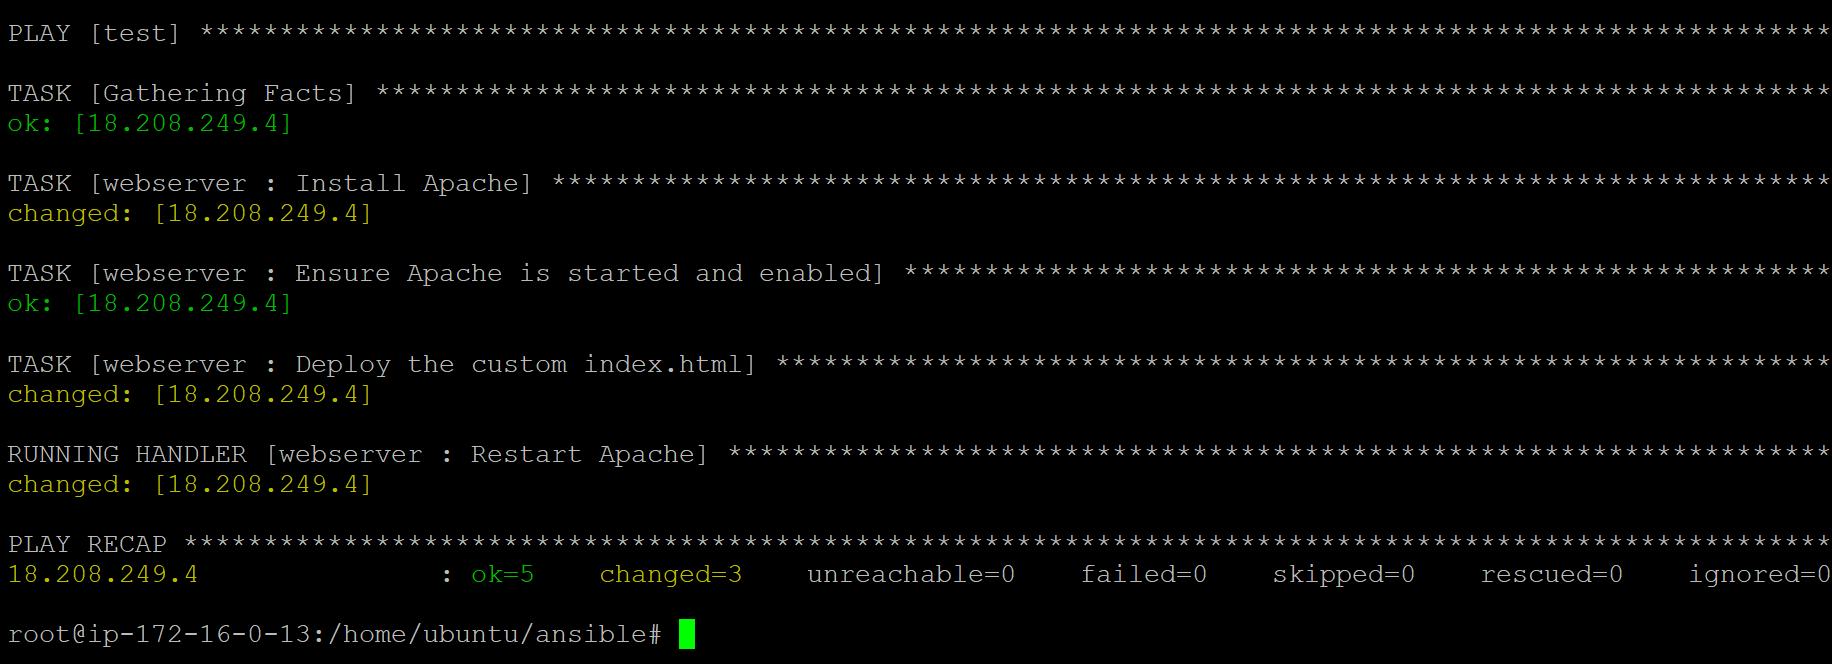 PLAY [test] ******************************************************************************************************
TASK [Gathering Facts] *******************************************************************************************
ok: [18.208.249.4]
TASK [webserver : Install Apache] ********************************************************************************
changed: [18.208.249.4]
TASK [webserver : Ensure Apache is started and enabled] **********************************************************
ok: [18.208.249.4]
TASK [webserver : Deploy the custom index.html] ******************************************************************
changed: [18.208.249.4]
RUNNING HANDLER [webserver : Restart Apache] *********************************************************************
changed: [18.208.249.4]
PLAY RECAP *******************************************************************************************************
18.208.249.4               : ok=5    changed=3    unreachable=0    failed=0    skipped=0    rescued=0    ignored=0
root@ip-172-16-0-13:/home/ubuntu/ansible#